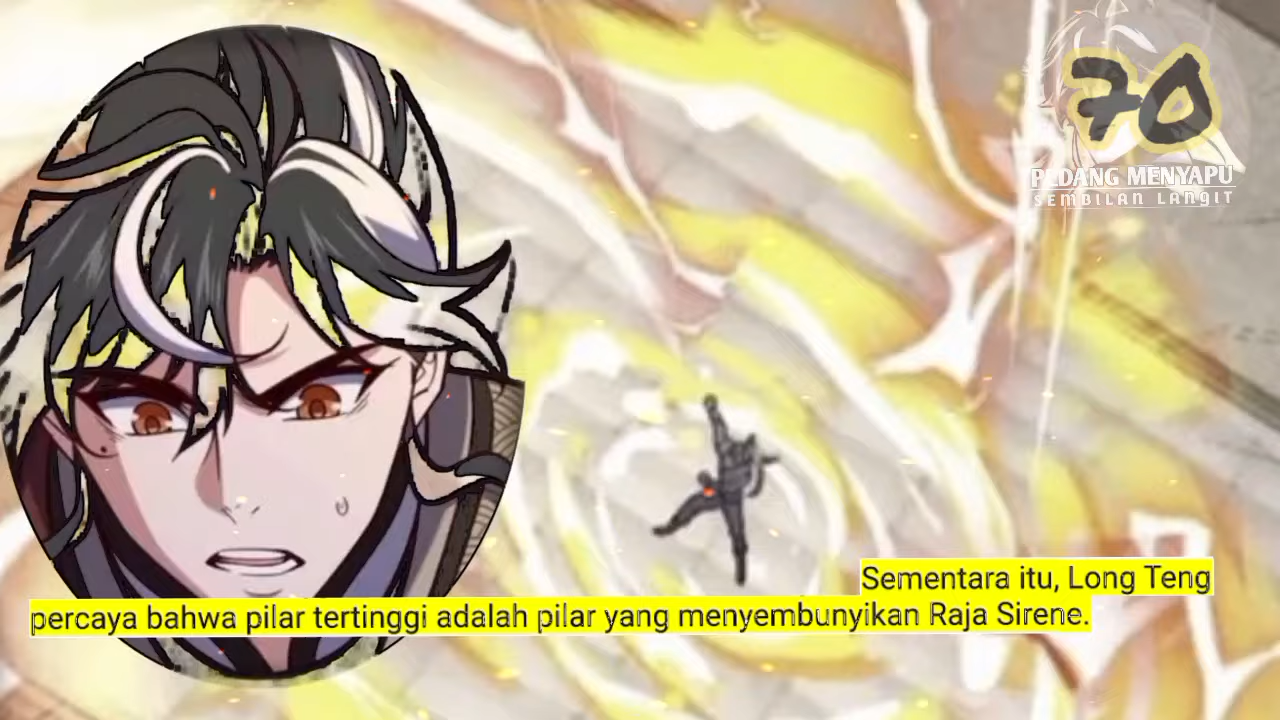 70
PEDANG MENYAPU
SEMBILAN LANGIT
Sementara itu, Long Teng
percaya bahwa pilar tertinggi adalah pilar yang menyembunyikan Raja Sirene.